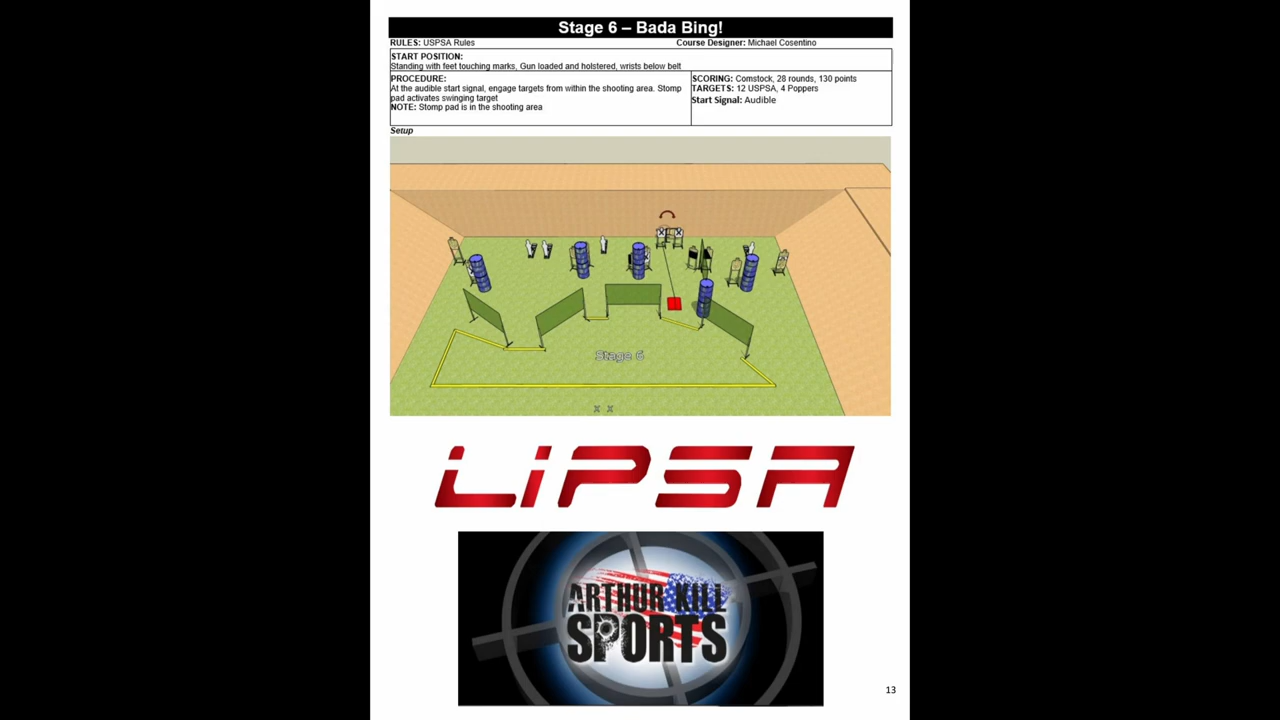 Stage 6 – Bada Bing!
RULES: USPSA Rules
Course Designer: Michael Cosentino
START POSITION:
Standing with feet touching marks, Gun loaded and holstered, wrists below belt
PROCEDURE:
At the audible start signal, engage targets from within the shooting area. Stomp
pad activates swinging target
NOTE: Stomp pad is in the shooting area
SCORING: Comstock, 28 rounds, 130 points
TARGETS: 12 USPSA, 4 Poppers
Start Signal: Audible
Setup
Stage 6
X X
LiPSA
ARTHUR KILL
SPORTS
13